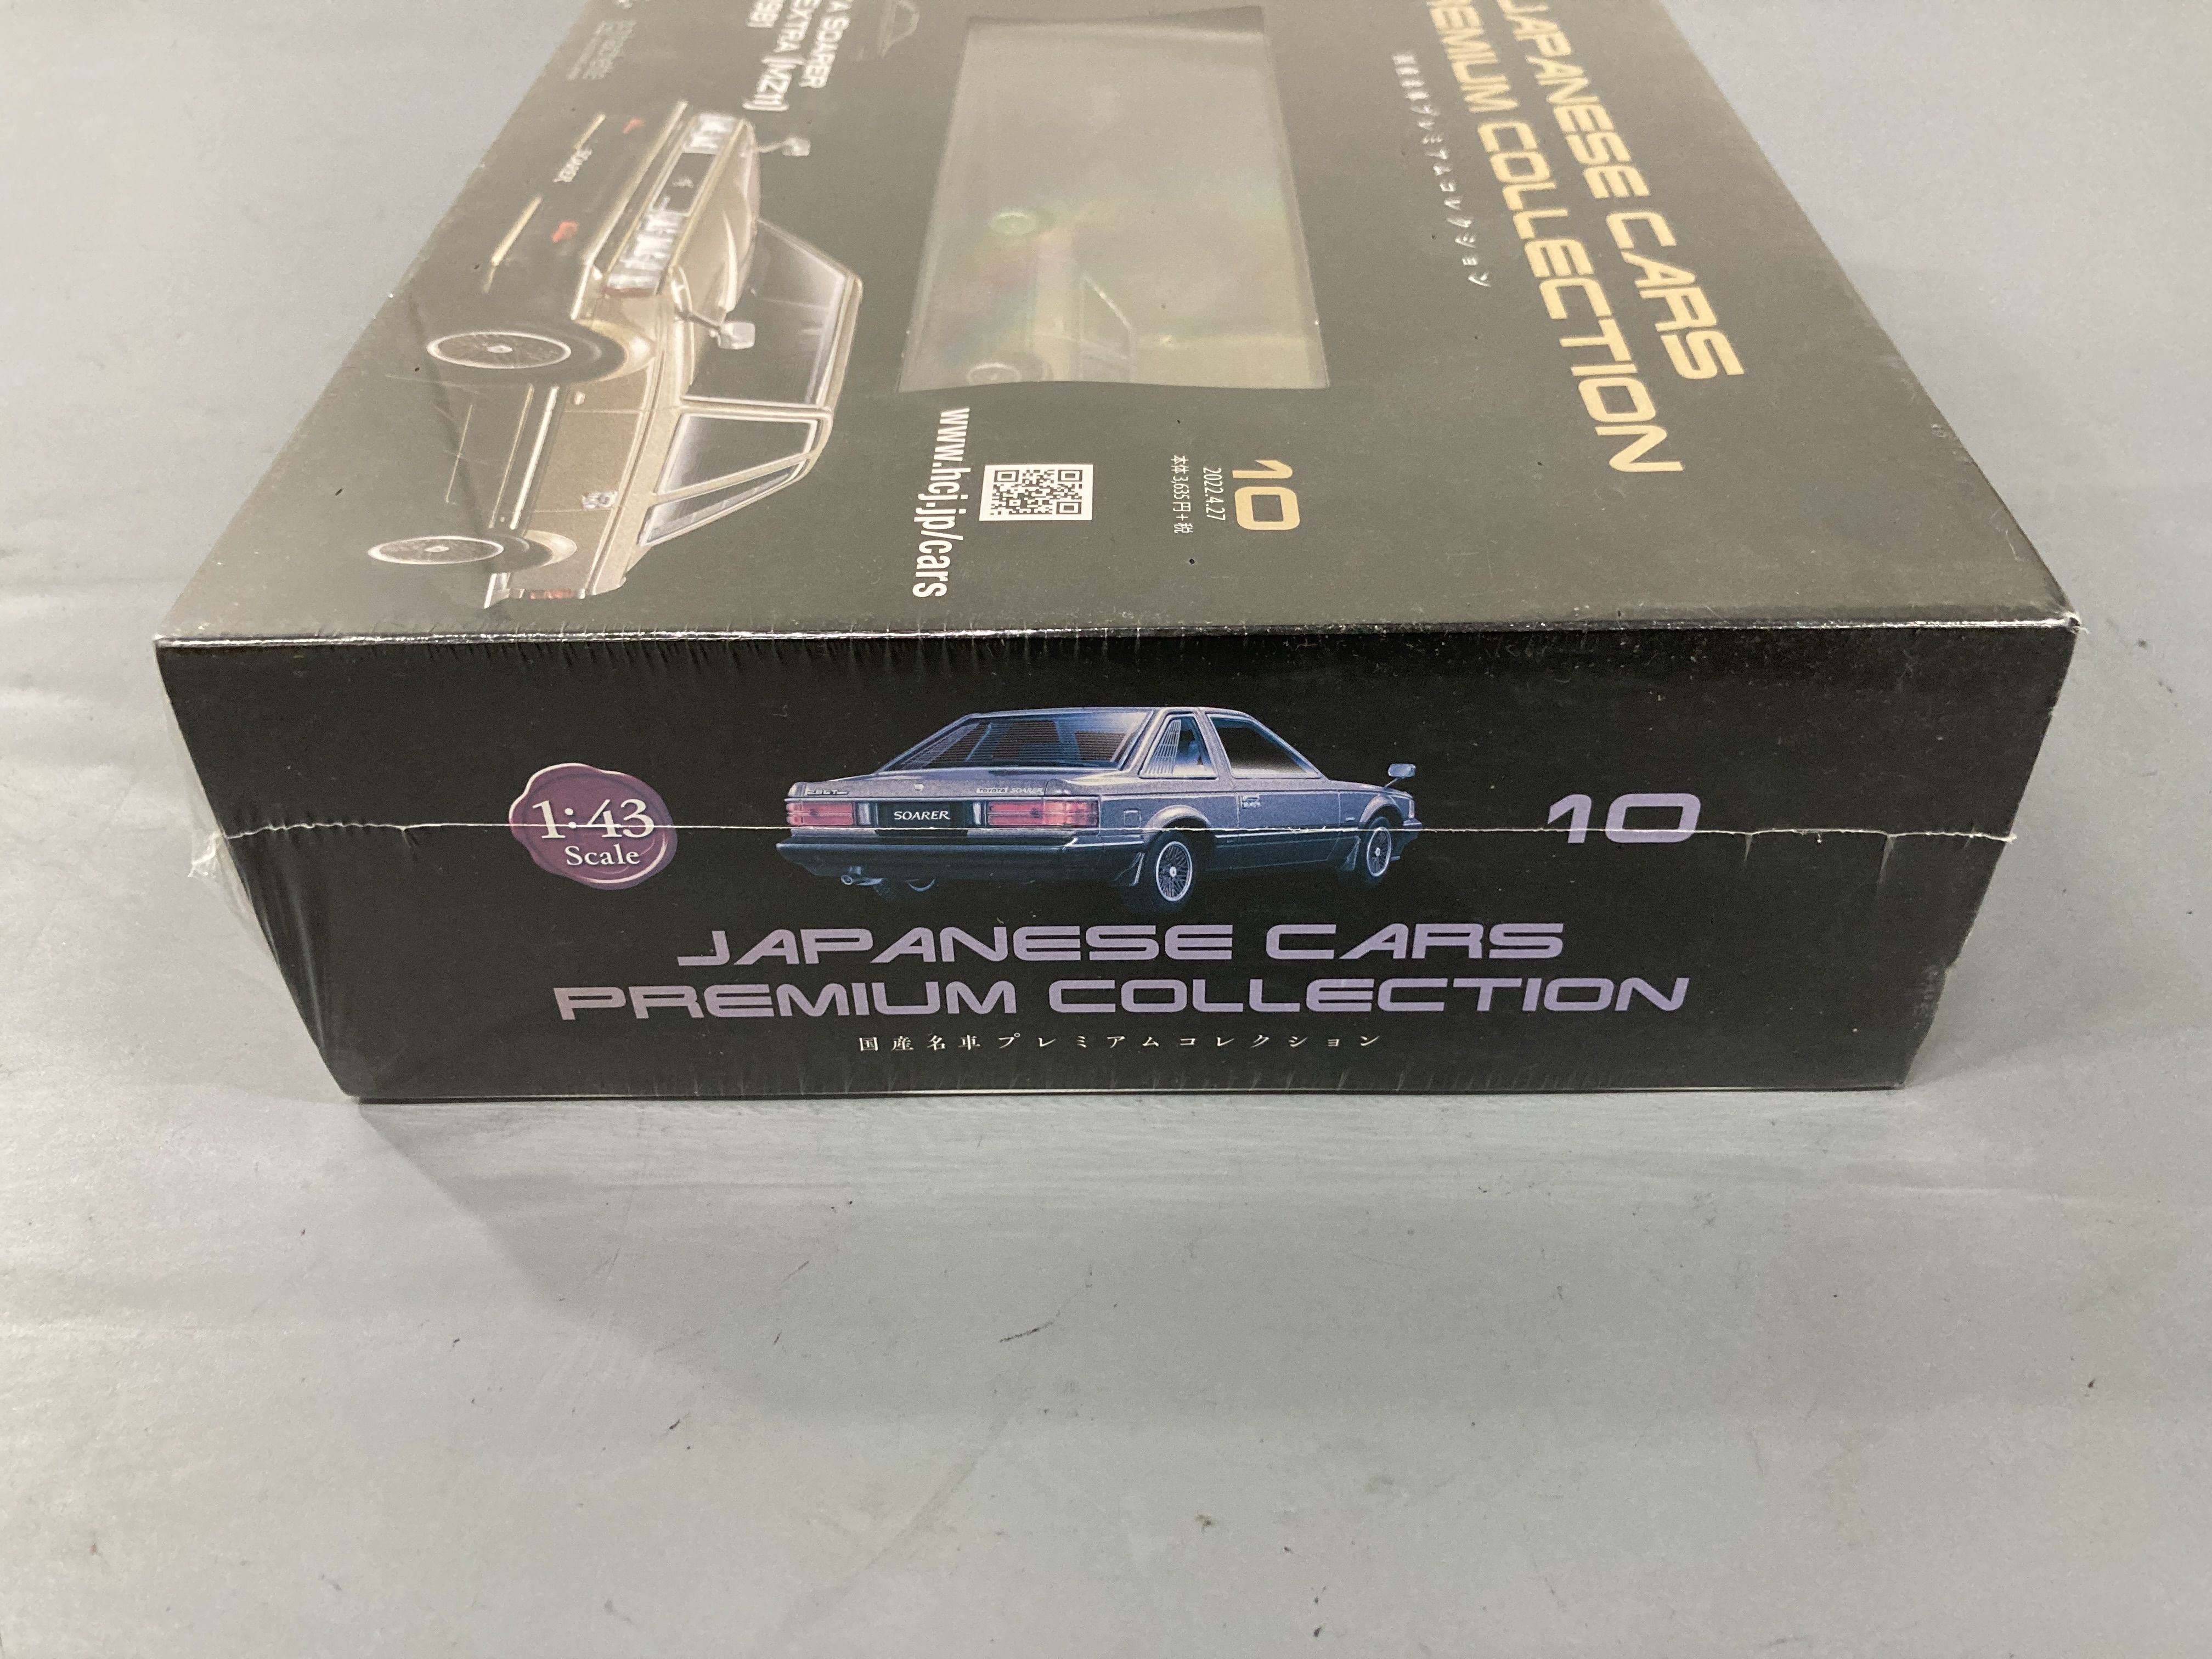 JAPANESE CARS
PREMIUM COLLECTION
国産名車プレミアムコレクション
10
2022.4.27
本体3,635円+税
www.hcj.jp/cars
SOARER
EXTRA (MZ11)
SOARER
1:43
Scale
SOARER
10
JAPANESE CARS
PREMIUM COLLECTION
国産名車プレミアムコレクション